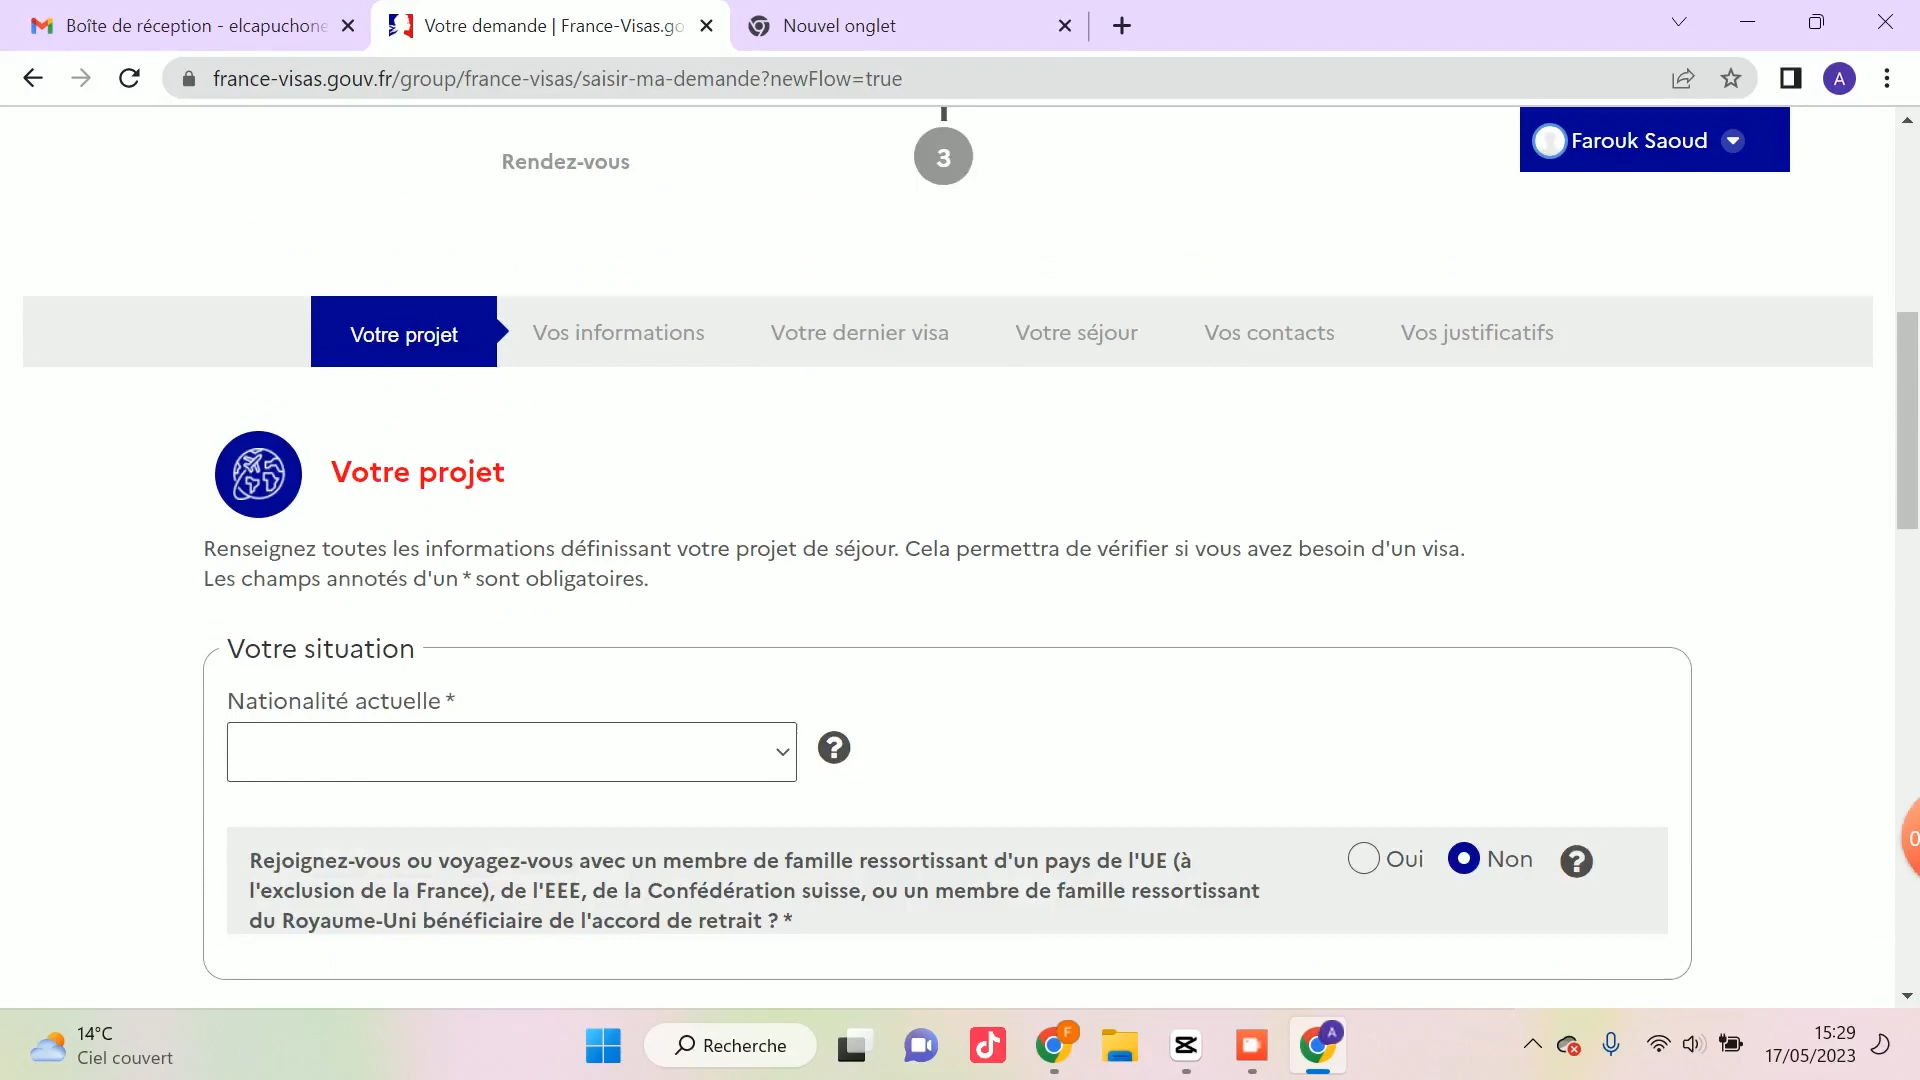 Boîte de réception - elcapuchone
Votre demande | France-Visas.go
Nouvel onglet
france-visas.gouv.fr/group/france-visas/saisir-ma-demande?newFlow=true
A
Rendez-vous
3
Farouk Saoud
Votre projet
Vos informations
Votre dernier visa
Votre séjour
Vos contacts
Vos justificatifs
Votre projet
Renseignez toutes les informations définissant votre projet de séjour. Cela permettra de vérifier si vous avez besoin d'un visa.
Les champs annotés d'un * sont obligatoires.
Votre situation
Nationalité actuelle *
?
Rejoignez-vous ou voyagez-vous avec un membre de famille ressortissant d'un pays de l'UE (à
l'exclusion de la France), de l'EEE, de la Confédération suisse, ou un membre de famille ressortissant
du Royaume-Uni bénéficiaire de l'accord de retrait ? *
Oui
Non
?
0
14°C
Ciel couvert
Recherche
F
A
15:29
17/05/2023